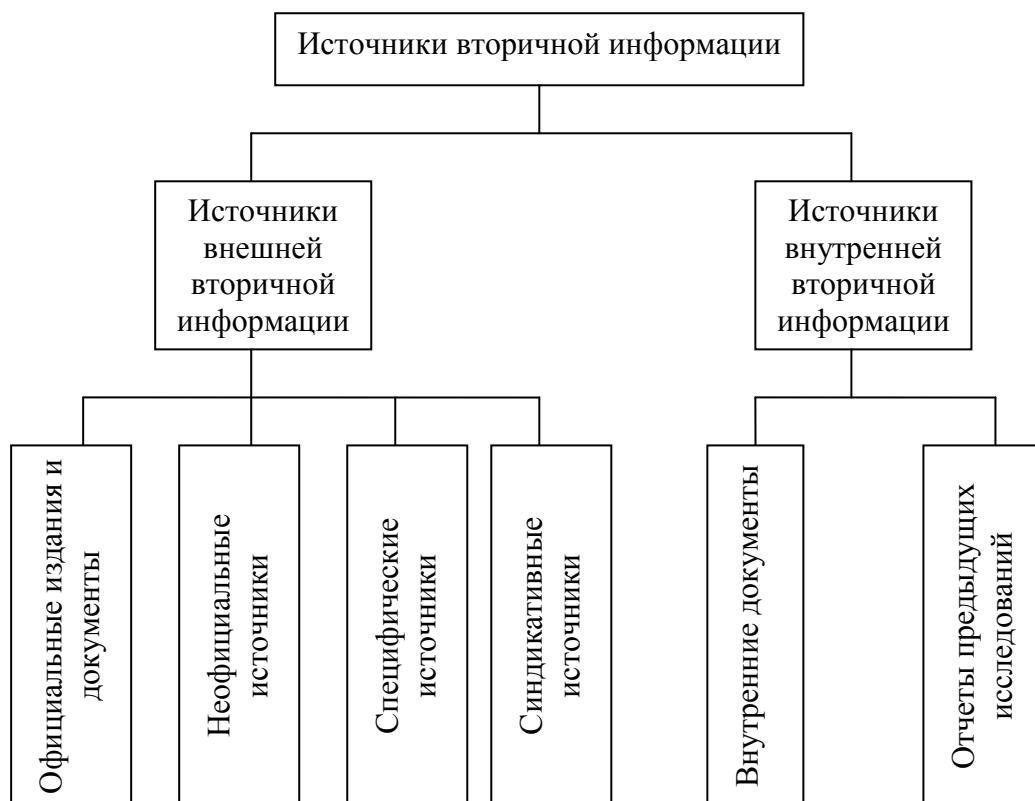 Источники вторичной информации
Источники
внешней
вторичной
информации
Источники
внутренней
вторичной
информации
Официальные издания и
документы
Неофициальные
источники
Специфические
источники
Синдикативные
источники
Внутренние документы
Отчеты предыдущих
исследований